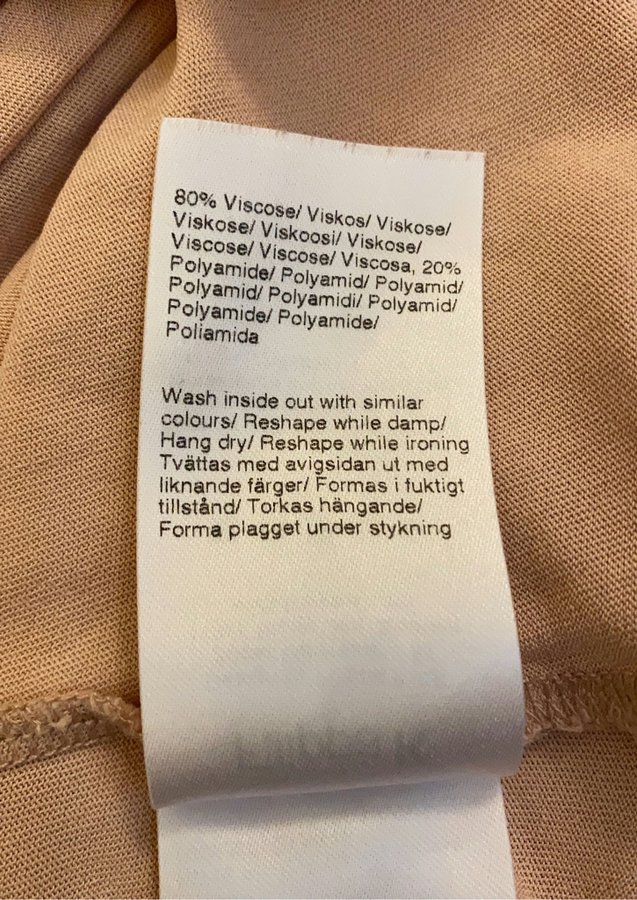 80% Viscose/ Viskos/ Viskose/
Viskose/ Viskoosi/ Viskose/
Viscose/ Viscose/ Viscosa, 20%
Polyamide/ Polyamid/ Polyamid/
Polyamid/ Polyamidi/ Polyamid/
Polyamide/ Polyamide/
Poliamida
Wash inside out with similar
colours/ Reshape while damp/
Hang dry/ Reshape while ironing
Tvättas med avigsidan ut med
liknande färger/ Formas i fuktigt
tillstånd/ Torkas hängande/
Forma plagget under stykning